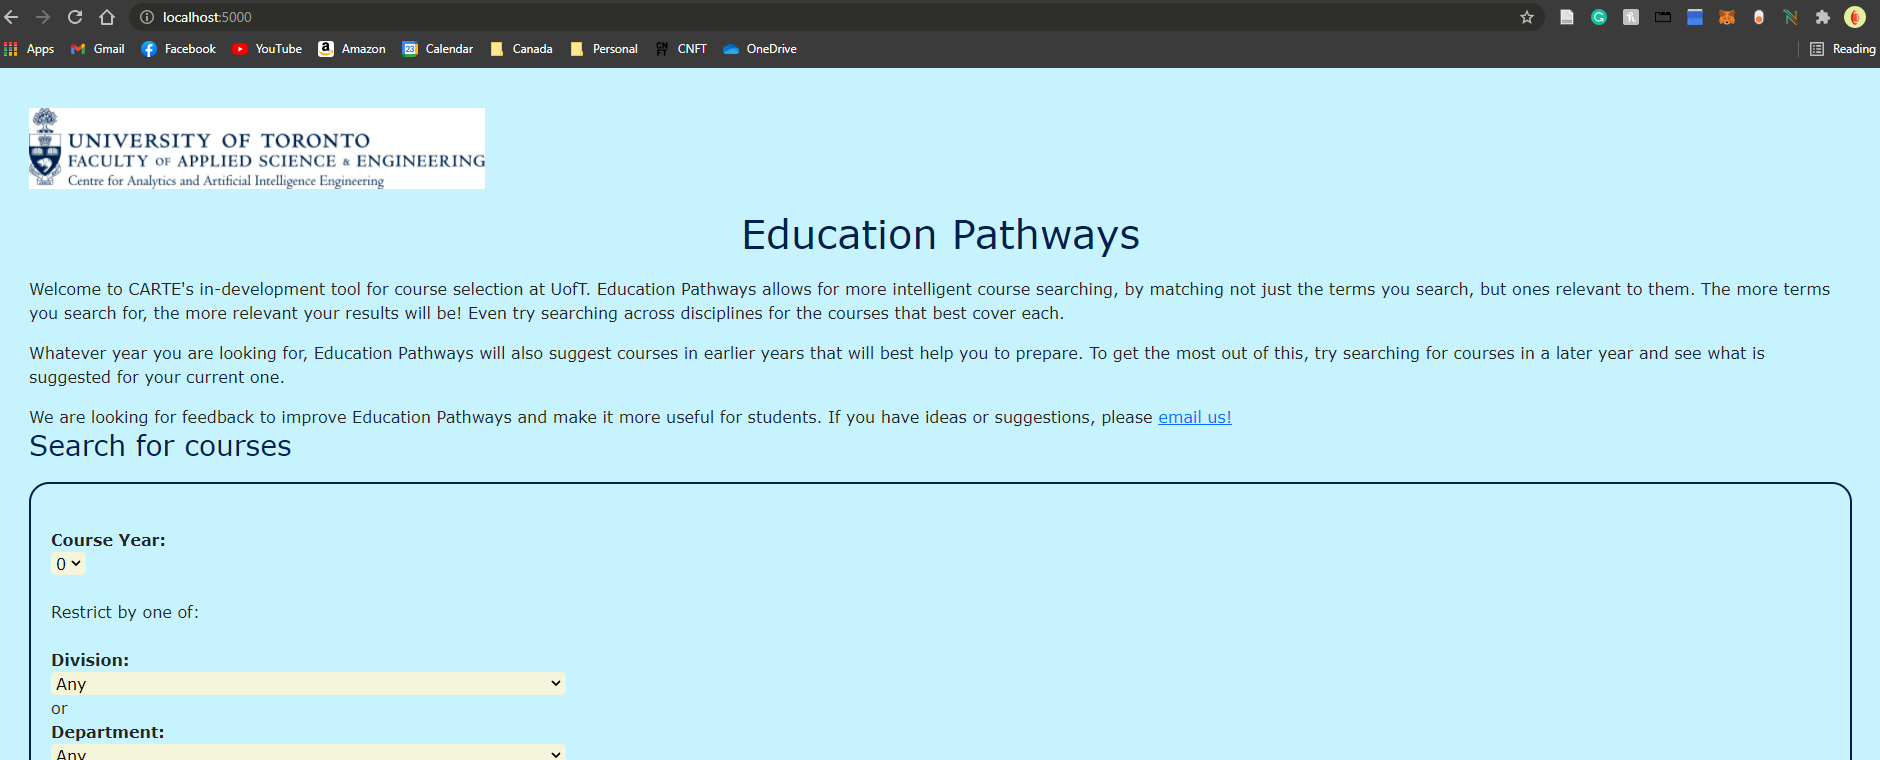 localhost:5000
Apps Gmail Facebook YouTube Amazon Calendar Canada Personal CNFT CNFT OneDrive Reading
UNIVERSITY OF TORONTO
FACULTY OF APPLIED SCIENCE & ENGINEERING
Centre for Analytics and Artificial Intelligence Engineering
Education Pathways
Welcome to CARTE's in-development tool for course selection at UofT. Education Pathways allows for more intelligent course searching, by matching not just the terms you search, but ones relevant to them. The more terms
you search for, the more relevant your results will be! Even try searching across disciplines for the courses that best cover each.
Whatever year you are looking for, Education Pathways will also suggest courses in earlier years that will best help you to prepare. To get the most out of this, try searching for courses in a later year and see what is
suggested for your current one.
We are looking for feedback to improve Education Pathways and make it more useful for students. If you have ideas or suggestions, please email us!
Search for courses
Course Year:
0
Restrict by one of:
Division:
Any
or
Department:
Any